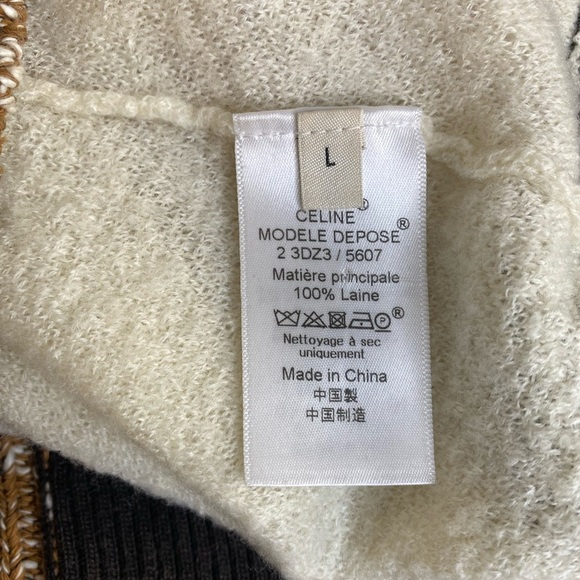 L
®
CELINE
MODELE DEPOSE®
2 3DZ3 / 5607
Matière principale
100% Laine
P ®
Nettoyage à sec
uniquement
Made in China
中国製
中国制造